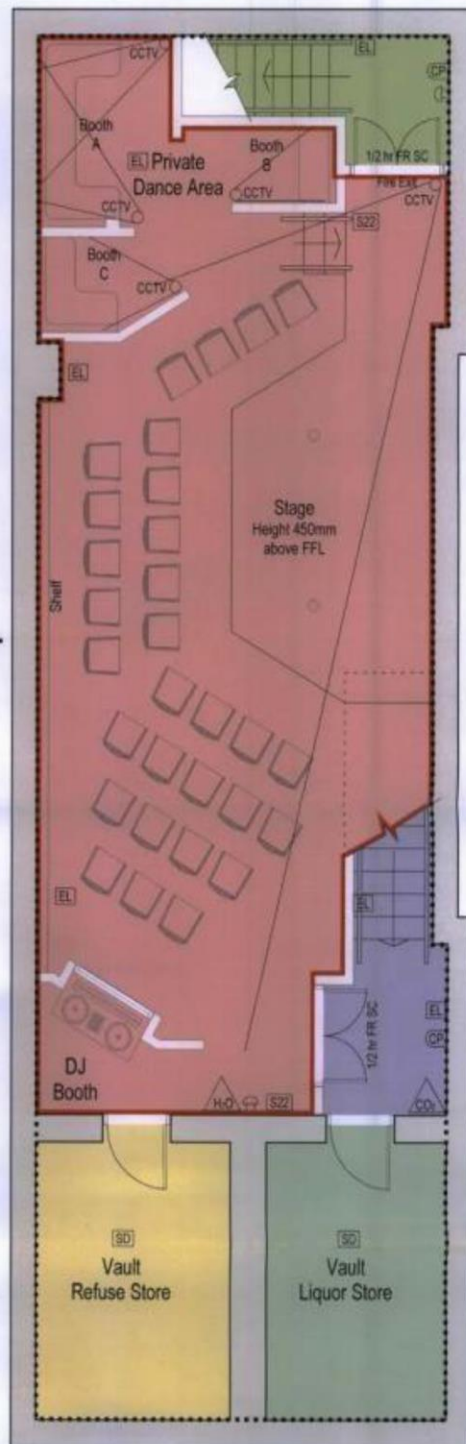 CCTV
EL
CP
Booth
A
EL
Private
Dance Area
Booth
B
1/2 hr FR SC
Fire Exit
CCTV
CCTV
CCTV
S22
Booth
C
CCTV
EL
Stage
Height 450mm
above FFL
Shelf
EL
EL
EL
CP
1/2 hr FR SC
DJ
Booth
H2O
S22
CO2
SD
Vault
Refuse Store
SD
Vault
Liquor Store